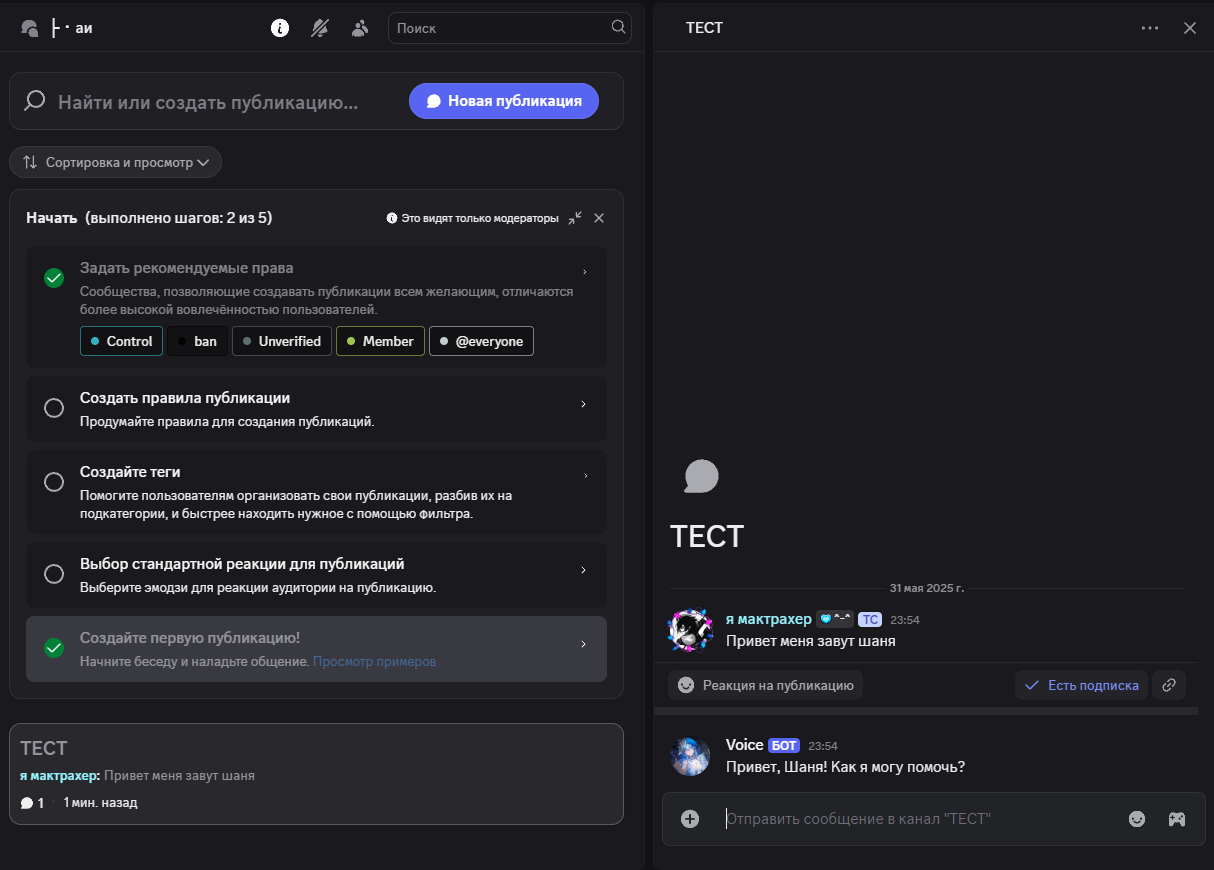 ├・аи
Поиск
Найти или создать публикацию...
Новая публикация
Сортировка и просмотр
Начать (выполнено шагов: 2 из 5)
Это видят только модераторы
Задать рекомендуемые права
Сообщества, позволяющие создавать публикации всем желающим, отличаются
более высокой вовлечённостью пользователей.
Control ban Unverified Member @everyone
Создать правила публикации
Продумайте правила для создания публикаций.
Создайте теги
Помогите пользователям организовать свои публикации, разбив их на
подкатегории, и быстрее находить нужное с помощью фильтра.
Выбор стандартной реакции для публикаций
Выберите эмодзи для реакции аудитории на публикацию.
Создайте первую публикацию!
Начните беседу и наладьте общение. Просмотр примеров
ТЕСТ
я мактрахер: Привет меня завут шаня
1 · 1 мин. назад
ТЕСТ
ТЕСТ
31 мая 2025 г.
я мактрахер ^-^ ТС 23:54
Привет меня завут шаня
Реакция на публикацию
Есть подписка
Voice БОТ 23:54
Привет, Шаня! Как я могу помочь?
Отправить сообщение в канал "ТЕСТ"